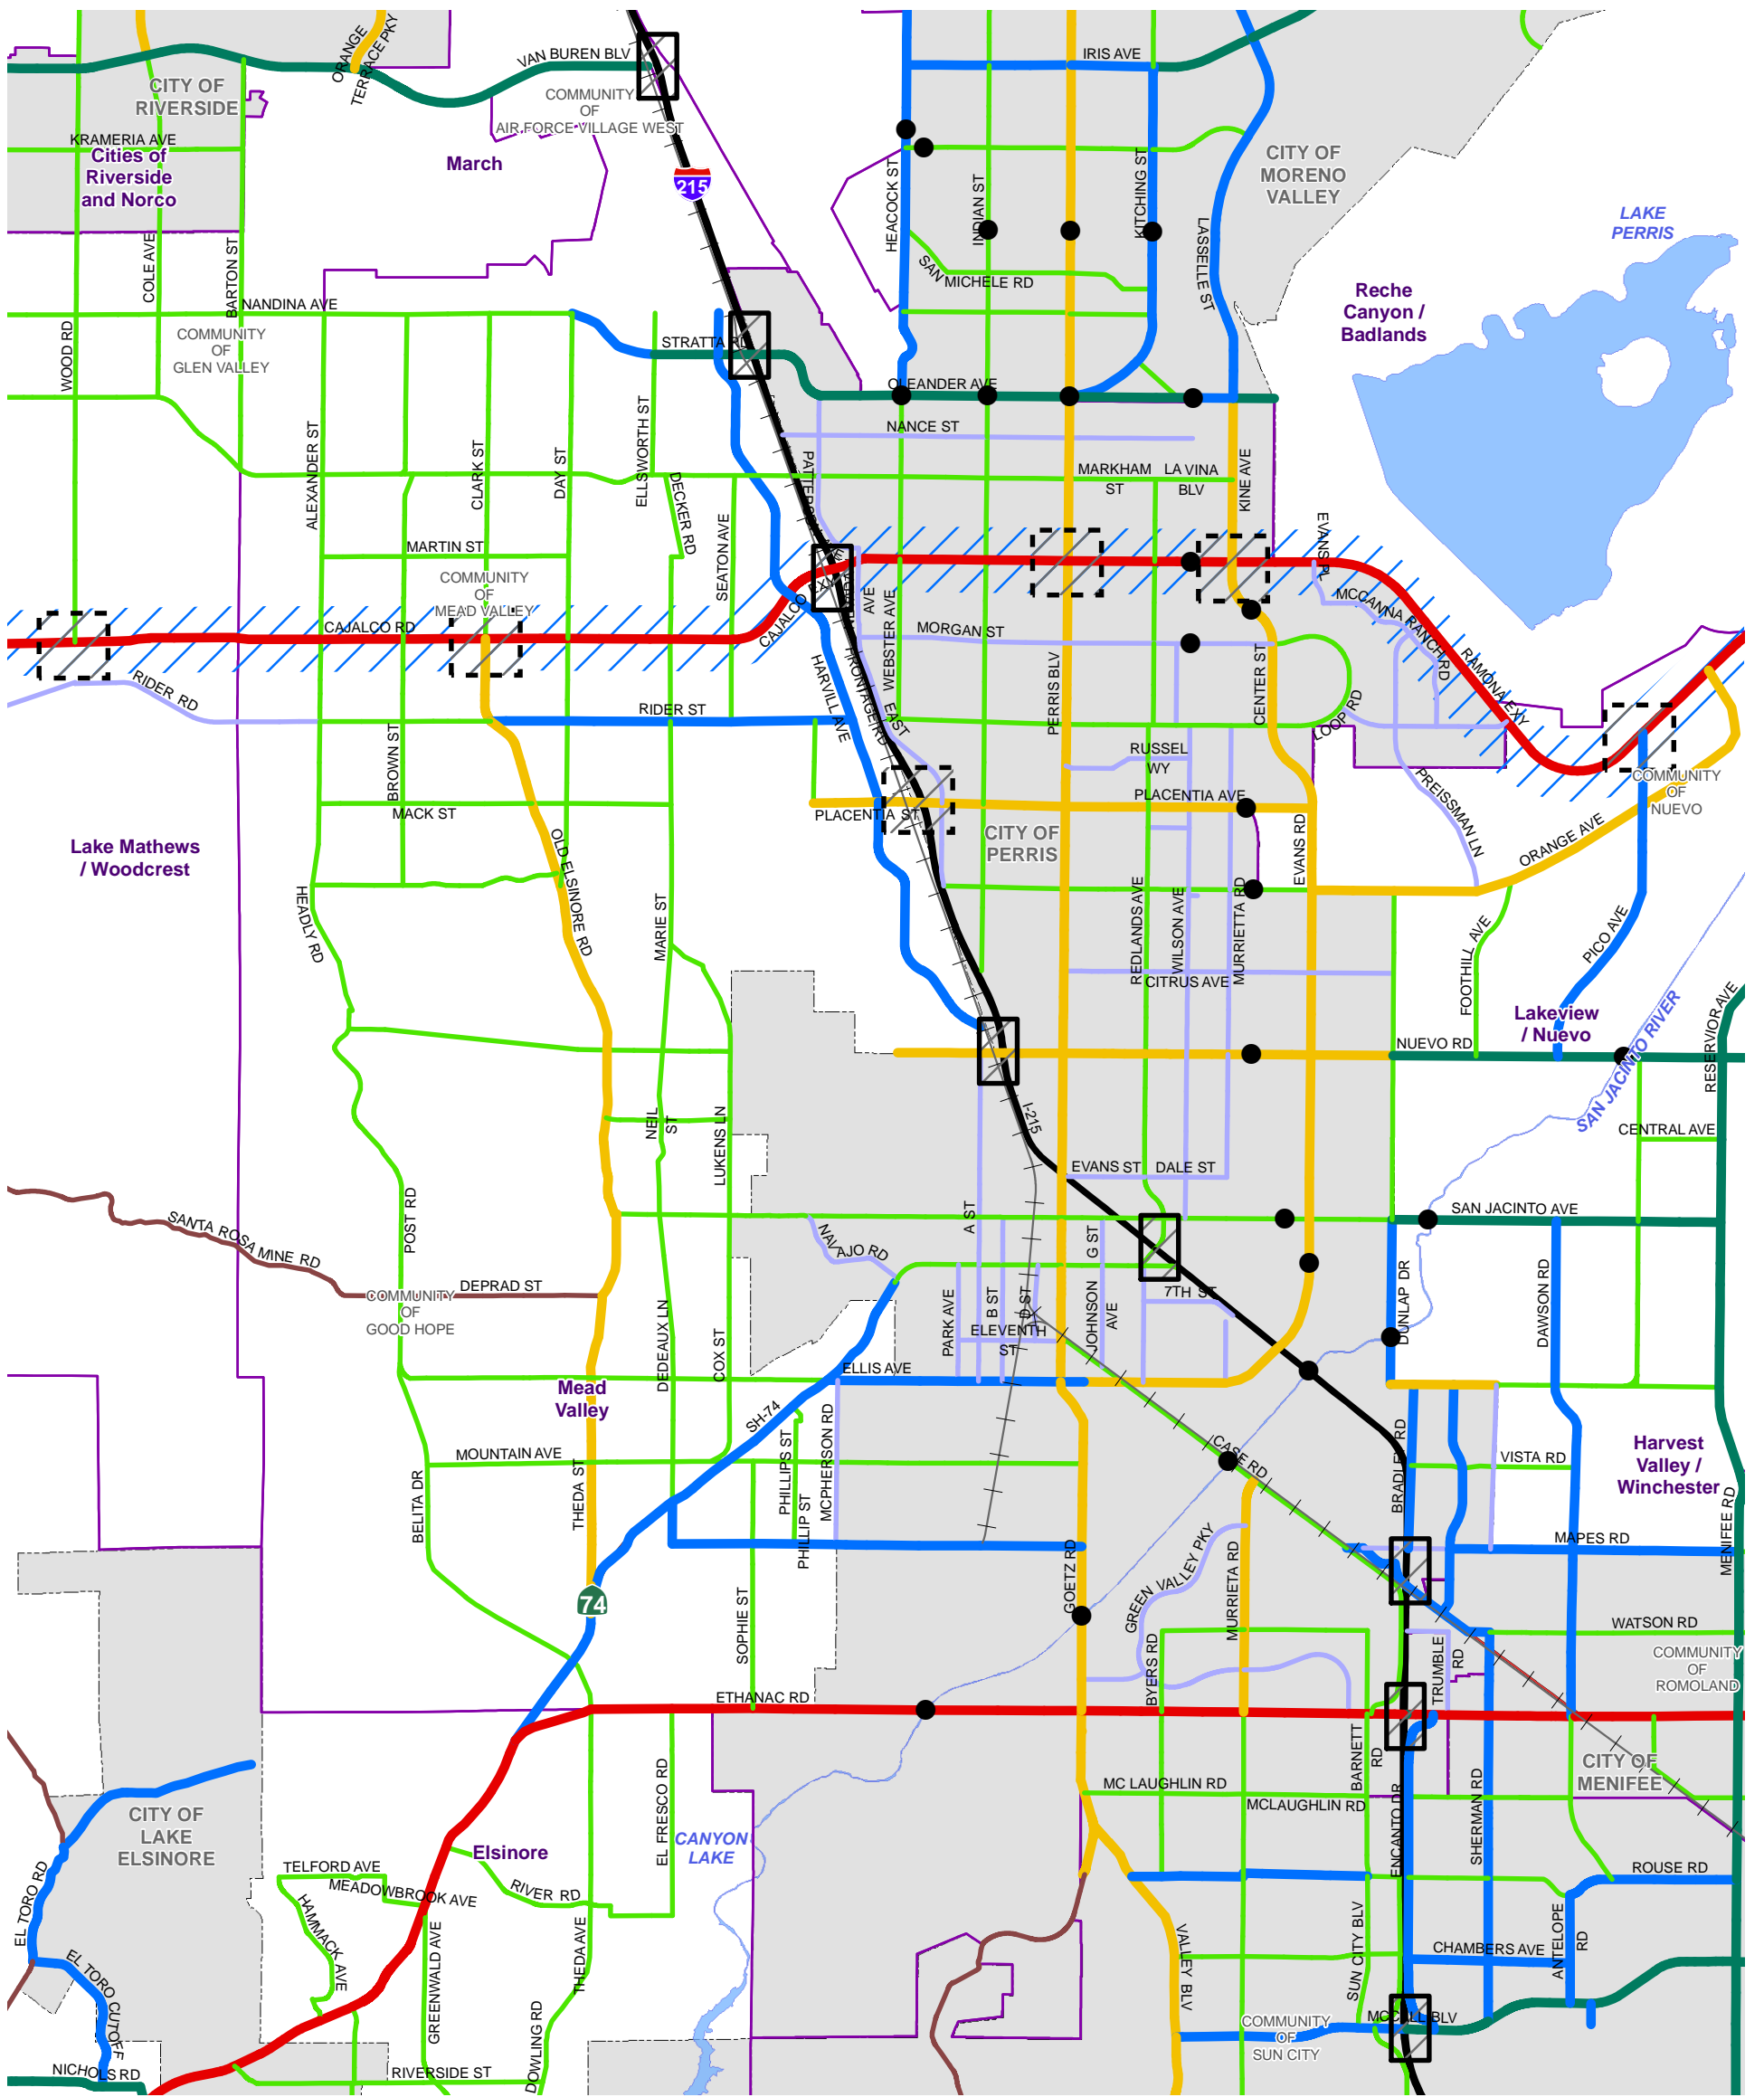 ORANGE
TERRACE PKY
VAN BUREN BLV
IRIS AVE
CITY OF
RIVERSIDE
COMMUNITY
OF
AIR FORCE VILLAGE WEST
KRAMERIA AVE
Cities of
Riverside
and Norco
March
215
HEACOCK ST
INDIAN ST
KITCHING ST
LASSELLE ST
CITY OF
MORENO
VALLEY
LAKE
PERRIS
SAN MICHELE RD
Reche
Canyon /
Badlands
WOOD RD
COLE AVE
BARTON ST
NANDINA AVE
COMMUNITY
OF
GLEN VALLEY
STRATTA RD
OLEANDER AVE
NANCE ST
ALEXANDER ST
CLARK ST
DAY ST
ELLSWORTH ST
DECKER RD
SEATON AVE
MARKHAM
ST
LA VINA
BLV
KINE AVE
EVANS PL
MARTIN ST
COMMUNITY
OF
MEAD VALLEY
CAJALCO RD
AVE
WEBSTER AVE
MORGAN ST
MCCANNA RANCH RD
RAMONA EXY
RIDER RD
RIDER ST
HARVILL AVE
EAST
FRONTAGE RD
PERRIS BLV
CENTER ST
LOOP RD
RUSSEL
WY
BROWN ST
MACK ST
PLACENTIA ST
PLACENTIA AVE
PREISSMAN LN
COMMUNITY
OF
NUEVO
CITY OF
PERRIS
ORANGE AVE
Lake Mathews
/ Woodcrest
OLD ELSINORE RD
HEADLY RD
MARIE ST
REDLANDS AVE
WILSON AVE
MURRIETTA RD
EVANS RD
CITRUS AVE
FOOTHILL AVE
PICO AVE
Lakeview
/ Nuevo
NUEVO RD
SAN JACINTO RIVER
RESERVIOR AVE
I-215
NEIL
ST
LUKENS LN
CENTRAL AVE
EVANS ST
DALE ST
SAN JACINTO AVE
SANTA ROSA MINE RD
POST RD
A ST
NAVAJO RD
G ST
DEPRAD ST
COMMUNITY
OF
GOOD HOPE
DEDEAUX LN
COX ST
PARK AVE
B ST
D ST
ELEVENTH
ST
JOHNSON
AVE
7TH ST
DUNLAP DR
DAWSON RD
ELLIS AVE
Mead
Valley
SH-74
MOUNTAIN AVE
BELITA DR
THEDA ST
PHILLIPS ST
PHILLIP ST
MCPHERSON RD
CASE RD
BRADLEY RD
VISTA RD
Harvest
Valley /
Winchester
MAPES RD
MENIFEE RD
74
SOPHIE ST
GOETZ RD
GREEN VALLEY PKY
MURRIETA RD
BYERS RD
TRUMBLE
RD
WATSON RD
COMMUNITY
OF
ROMOLAND
ETHANAC RD
EL FRESCO RD
BARNETT
RD
MC LAUGHLIN RD
MCLAUGHLIN RD
ENCANTO DR
SHERMAN RD
CITY OF
MENIFEE
CITY OF
LAKE
ELSINORE
Elsinore
CANYON
LAKE
TELFORD AVE
MEADOWBROOK AVE
RIVER RD
EL TORO RD
HAMMACK AVE
GREENWALD AVE
THEDA AVE
ROUSE RD
VALLEY BLV
SUN CITY BLV
CHAMBERS AVE
ANTELOPE
RD
EL TORO CUTOFF
NICHOLS RD
RIVERSIDE ST
DOWLING RD
COMMUNITY
OF
SUN CITY
MCCALL BLV